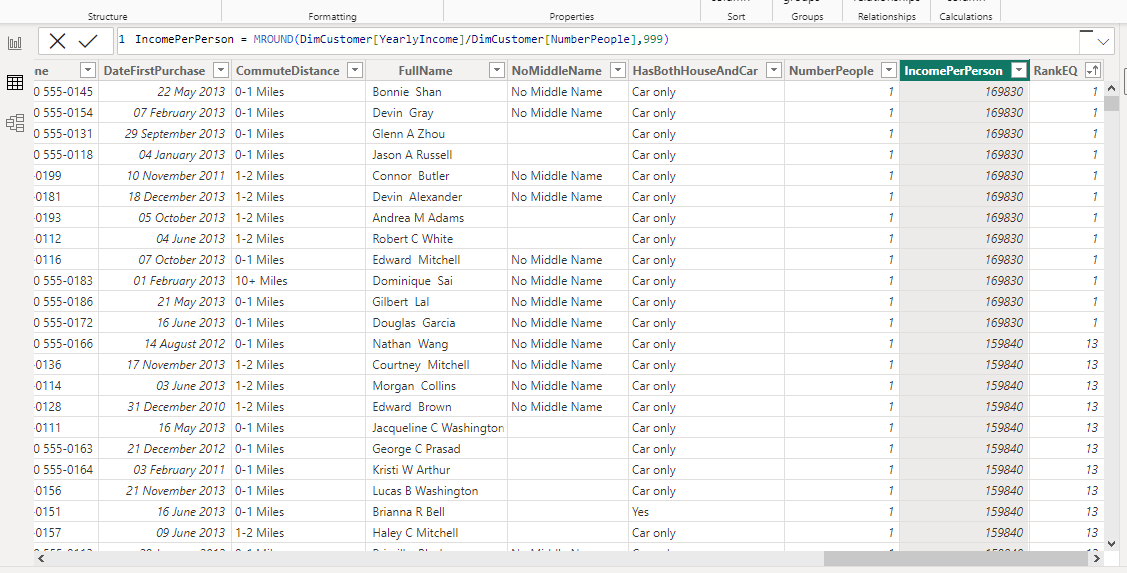 Structure Formatting Properties Sort Groups Relationships Calculations
1 IncomePerPerson = MROUND(DimCustomer[YearlyIncome]/DimCustomer[NumberPeople],999)
ne DateFirstPurchase CommuteDistance FullName NoMiddleName HasBothHouseAndCar NumberPeople IncomePerPerson RankEQ
0 555-0145 22 May 2013 0-1 Miles Bonnie Shan No Middle Name Car only 1 169830 1
0 555-0154 07 February 2013 0-1 Miles Devin Gray No Middle Name Car only 1 169830 1
0 555-0131 29 September 2013 0-1 Miles Glenn A Zhou Car only 1 169830 1
0 555-0118 04 January 2013 0-1 Miles Jason A Russell Car only 1 169830 1
-0199 10 November 2011 1-2 Miles Connor Butler No Middle Name Car only 1 169830 1
-0181 18 December 2013 1-2 Miles Devin Alexander No Middle Name Car only 1 169830 1
-0193 05 October 2013 1-2 Miles Andrea M Adams Car only 1 169830 1
-0112 04 June 2013 1-2 Miles Robert C White Car only 1 169830 1
-0116 07 October 2013 0-1 Miles Edward Mitchell No Middle Name Car only 1 169830 1
0 555-0183 01 February 2013 10+ Miles Dominique Sai No Middle Name Car only 1 169830 1
0 555-0186 21 May 2013 0-1 Miles Gilbert Lal No Middle Name Car only 1 169830 1
0 555-0172 16 June 2013 0-1 Miles Douglas Garcia No Middle Name Car only 1 169830 1
0 555-0166 14 August 2012 0-1 Miles Nathan Wang No Middle Name Car only 1 159840 13
-0136 17 November 2013 1-2 Miles Courtney Mitchell No Middle Name Car only 1 159840 13
-0114 03 June 2013 1-2 Miles Morgan Collins No Middle Name Car only 1 159840 13
-0128 31 December 2010 1-2 Miles Edward Brown No Middle Name Car only 1 159840 13
-0111 16 May 2013 0-1 Miles Jacqueline C Washington Car only 1 159840 13
0 555-0163 21 December 2012 0-1 Miles George C Prasad Car only 1 159840 13
0 555-0164 03 February 2011 0-1 Miles Kristi W Arthur Car only 1 159840 13
-0156 21 November 2013 0-1 Miles Lucas B Washington Car only 1 159840 13
-0151 16 June 2013 0-1 Miles Brianna R Bell Yes 1 159840 13
-0157 09 June 2013 1-2 Miles Haley C Mitchell Car only 1 159840 13